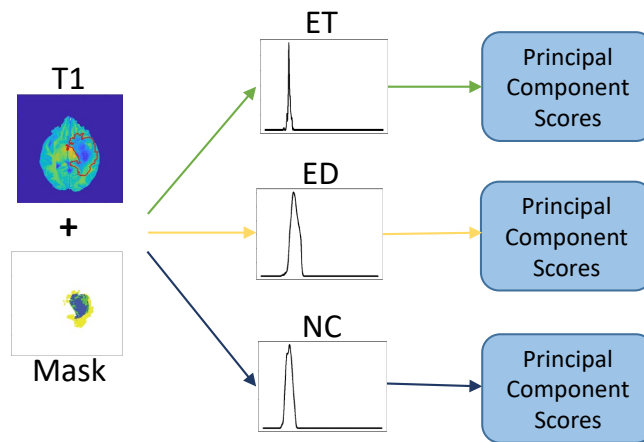 T1
+
Mask
ET
Principal
Component
Scores
ED
Principal
Component
Scores
NC
Principal
Component
Scores